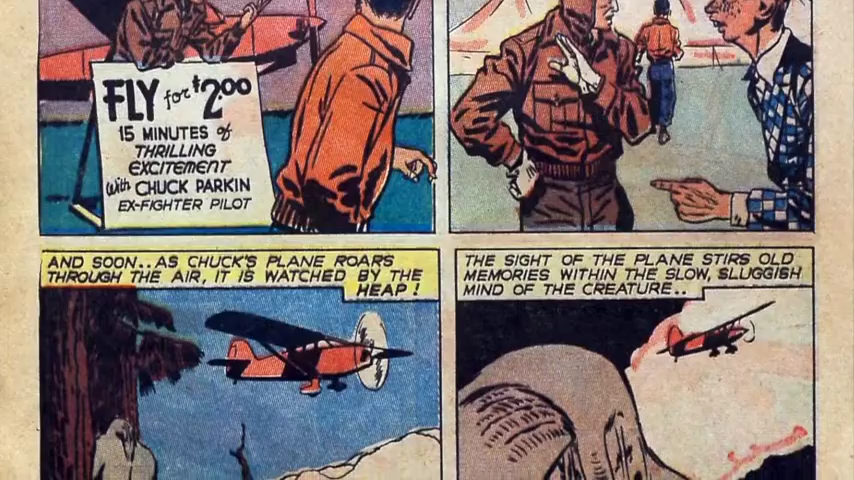 FLY for $2.00
15 MINUTES of
THRILLING
EXCITEMENT
With CHUCK PARKIN
EX-FIGHTER PILOT
AND SOON.. AS CHUCK'S PLANE ROARS
THROUGH THE AIR, IT IS WATCHED BY THE
HEAP!
THE SIGHT OF THE PLANE STIRS OLD
MEMORIES WITHIN THE SLOW, SLUGGISH
MIND OF THE CREATURE..